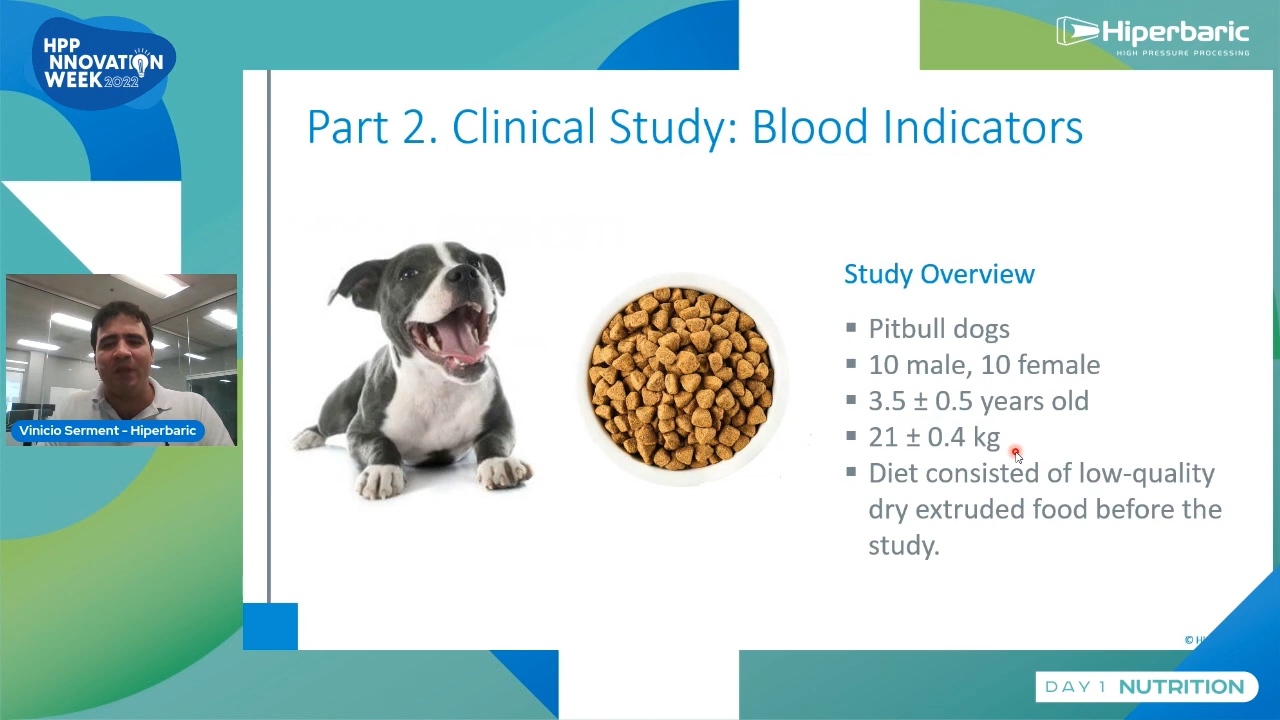 HPP
INNOVATION
WEEK 2022
Hiperbaric
HIGH PRESSURE PROCESSING
Part 2. Clinical Study: Blood Indicators
Study Overview
▪ Pitbull dogs
▪ 10 male, 10 female
▪ 3.5 ± 0.5 years old
▪ 21 ± 0.4 kg
▪ Diet consisted of low-quality
dry extruded food before the
study.
Vinicio Serment - Hiperbaric
©
DAY 1 NUTRITION